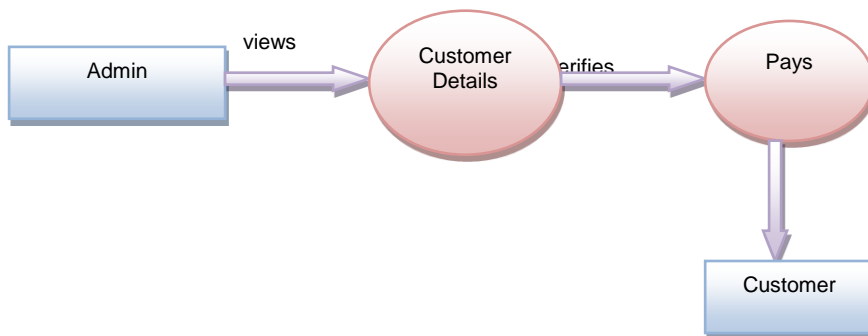 views
Admin
Customer
Details
erifies
Pays
Customer